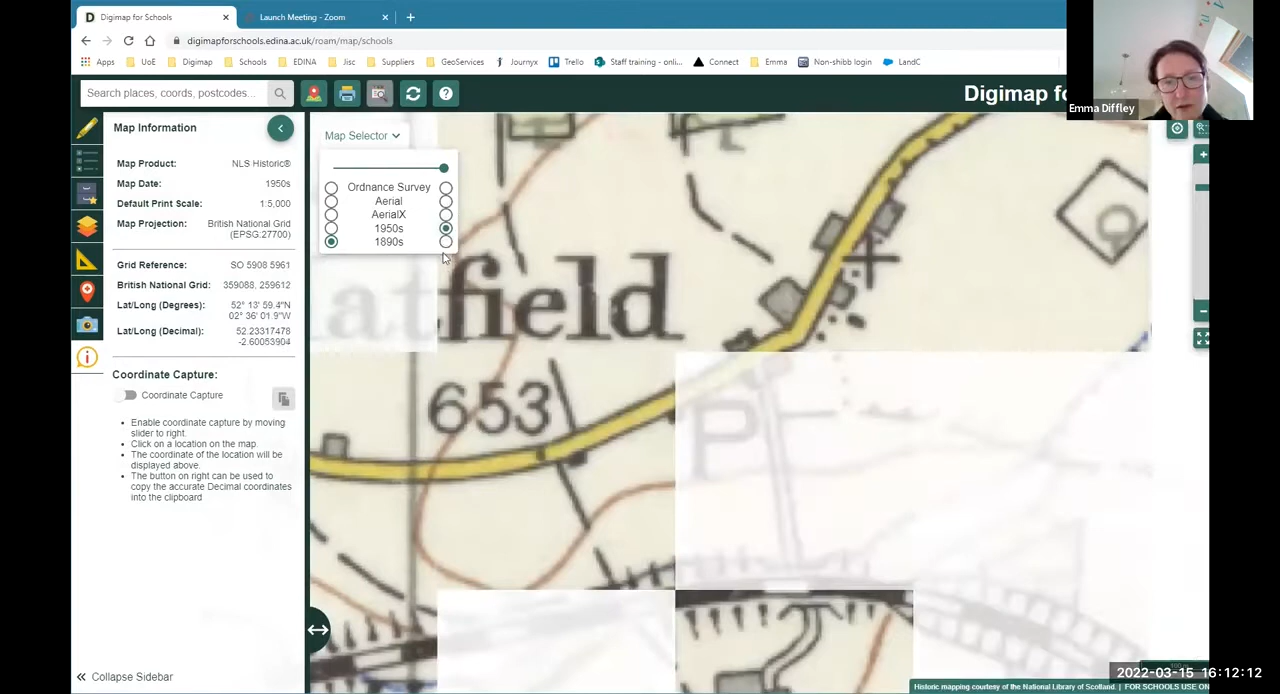 Digimap for Schools
Launch Meeting - Zoom
digimapforschools.edina.ac.uk/roam/map/schools
Apps UoE Digimap Schools EDINA Jisc Suppliers GeoServices Journyx Trello Staff training - onli... Connect Emma Non-shibb login LandC
Emma Diffley
Search places, coords, postcodes...
Digimap fo
Map Information
Map Product: NLS Historic®
Map Date: 1950s
Default Print Scale: 1:5,000
Map Projection: British National Grid
(EPSG:27700)
Grid Reference: SO 5908 5961
British National Grid: 359088, 259612
Lat/Long (Degrees): 52° 13' 59.4"N
02° 36' 01.9"W
Lat/Long (Decimal): 52.23317478
-2.60053904
Coordinate Capture:
Coordinate Capture
• Enable coordinate capture by moving
slider to right.
• Click on a location on the map.
• The coordinate of the location will be
displayed above.
• The button on right can be used to
copy the accurate Decimal coordinates
into the clipboard
Collapse Sidebar
Map Selector
Ordnance Survey
Aerial
AerialX
1950s
1890s
atfield
653
P
2022-03-15 16:12:12
Historic mapping courtesy of the National Library of Scotland. | FOR SCHOOLS USE ON